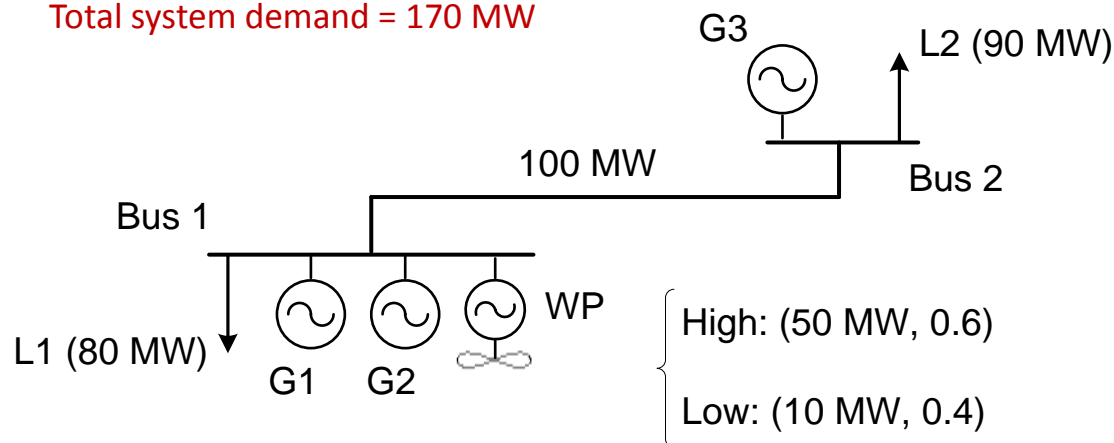 Total system demand = 170 MW
G3
L2 (90 MW)
100 MW
Bus 2
Bus 1
WP
L1 (80 MW)
G1
G2
High: (50 MW, 0.6)
Low: (10 MW, 0.4)